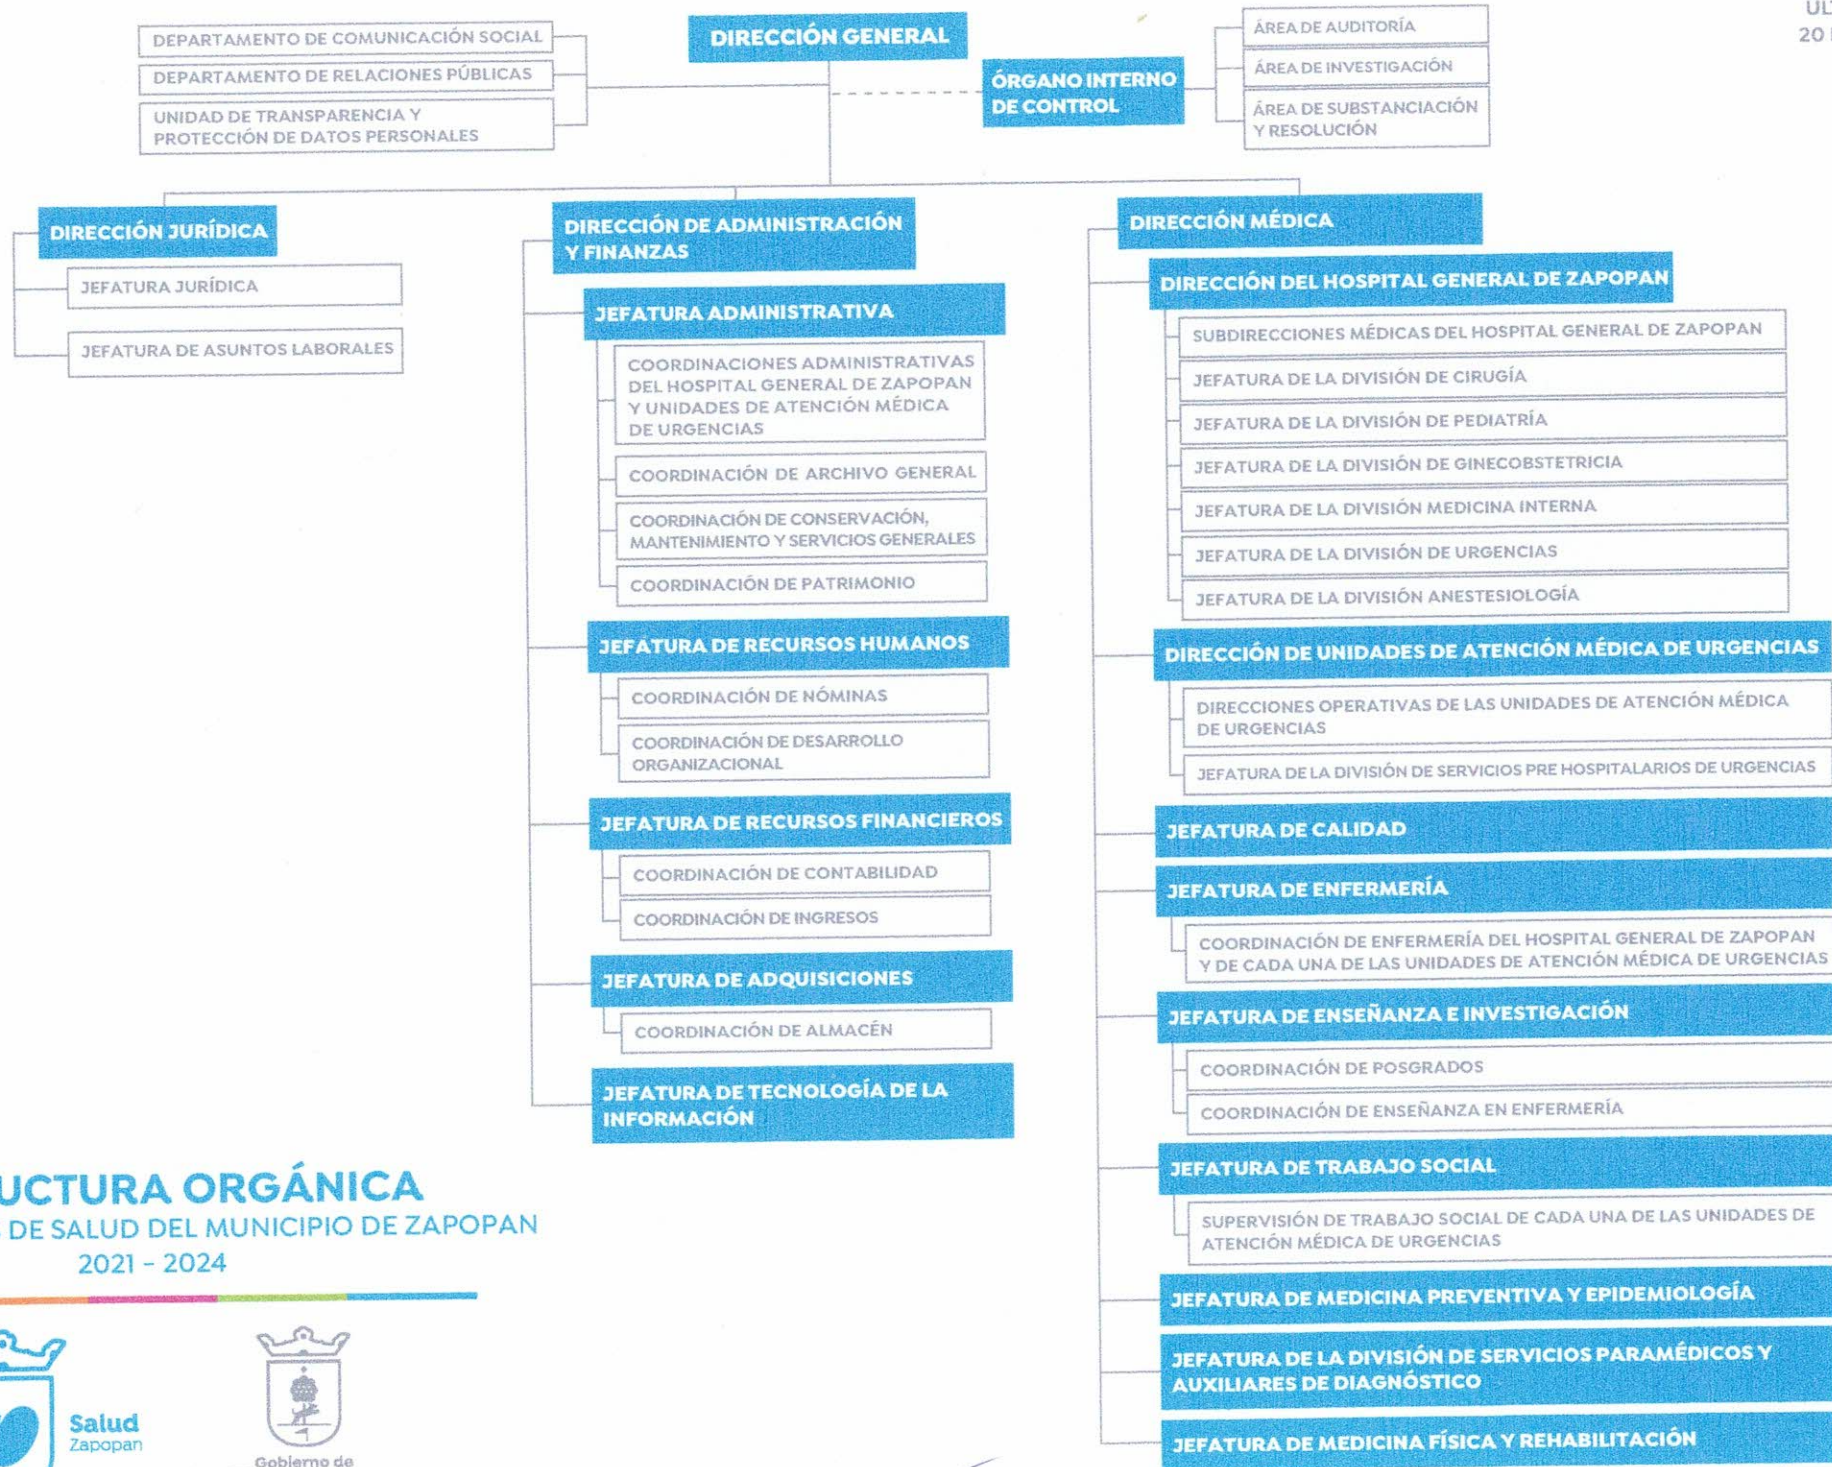 DEPARTAMENTO DE COMUNICACIÓN SOCIAL
DEPARTAMENTO DE RELACIONES PÚBLICAS
UNIDAD DE TRANSPARENCIA Y
PROTECCIÓN DE DATOS PERSONALES
DIRECCIÓN GENERAL
ÓRGANO INTERNO
DE CONTROL
ÁREA DE AUDITORÍA
ÁREA DE INVESTIGACIÓN
ÁREA DE SUBSTANCIACIÓN
Y RESOLUCIÓN
20
DIRECCIÓN JURÍDICA
JEFATURA JURÍDICA
JEFATURA DE ASUNTOS LABORALES
DIRECCIÓN DE ADMINISTRACIÓN
Y FINANZAS
JEFATURA ADMINISTRATIVA
COORDINACIONES ADMINISTRATIVAS
DEL HOSPITAL GENERAL DE ZAPOPAN
Y UNIDADES DE ATENCIÓN MÉDICA
DE URGENCIAS
COORDINACIÓN DE ARCHIVO GENERAL
COORDINACIÓN DE CONSERVACIÓN,
MANTENIMIENTO Y SERVICIOS GENERALES
COORDINACIÓN DE PATRIMONIO
JEFATURA DE RECURSOS HUMANOS
COORDINACIÓN DE NÓMINAS
COORDINACIÓN DE DESARROLLO
ORGANIZACIONAL
JEFATURA DE RECURSOS FINANCIEROS
COORDINACIÓN DE CONTABILIDAD
COORDINACIÓN DE INGRESOS
JEFATURA DE ADQUISICIONES
COORDINACIÓN DE ALMACÉN
JEFATURA DE TECNOLOGÍA DE LA
INFORMACIÓN
DIRECCIÓN MÉDICA
DIRECCIÓN DEL HOSPITAL GENERAL DE ZAPOPAN
SUBDIRECCIONES MÉDICAS DEL HOSPITAL GENERAL DE ZAPOPAN
JEFATURA DE LA DIVISIÓN DE CIRUGÍA
JEFATURA DE LA DIVISIÓN DE PEDIATRÍA
JEFATURA DE LA DIVISIÓN DE GINECOBSTETRICIA
JEFATURA DE LA DIVISIÓN MEDICINA INTERNA
JEFATURA DE LA DIVISIÓN DE URGENCIAS
JEFATURA DE LA DIVISIÓN ANESTESIOLOGÍA
DIRECCIÓN DE UNIDADES DE ATENCIÓN MÉDICA DE URGENCIAS
DIRECCIONES OPERATIVAS DE LAS UNIDADES DE ATENCIÓN MÉDICA
DE URGENCIAS
JEFATURA DE LA DIVISIÓN DE SERVICIOS PRE HOSPITALARIOS DE URGENCIAS
JEFATURA DE CALIDAD
JEFATURA DE ENFERMERÍA
COORDINACIÓN DE ENFERMERÍA DEL HOSPITAL GENERAL DE ZAPOPAN
Y DE CADA UNA DE LAS UNIDADES DE ATENCIÓN MÉDICA DE URGENCIAS
JEFATURA DE ENSEÑANZA E INVESTIGACIÓN
COORDINACIÓN DE POSGRADOS
COORDINACIÓN DE ENSEÑANZA EN ENFERMERÍA
JEFATURA DE TRABAJO SOCIAL
SUPERVISIÓN DE TRABAJO SOCIAL DE CADA UNA DE LAS UNIDADES DE
ATENCIÓN MÉDICA DE URGENCIAS
JEFATURA DE MEDICINA PREVENTIVA Y EPIDEMIOLOGÍA
JEFATURA DE LA DIVISIÓN DE SERVICIOS PARAMÉDICOS Y
AUXILIARES DE DIAGNÓSTICO
JEFATURA DE MEDICINA FÍSICA Y REHABILITACIÓN
UCTURA ORGÁNICA
DE SALUD DEL MUNICIPIO DE ZAPOPAN
2021 - 2024
Salud
Zapopan
Gobierno de